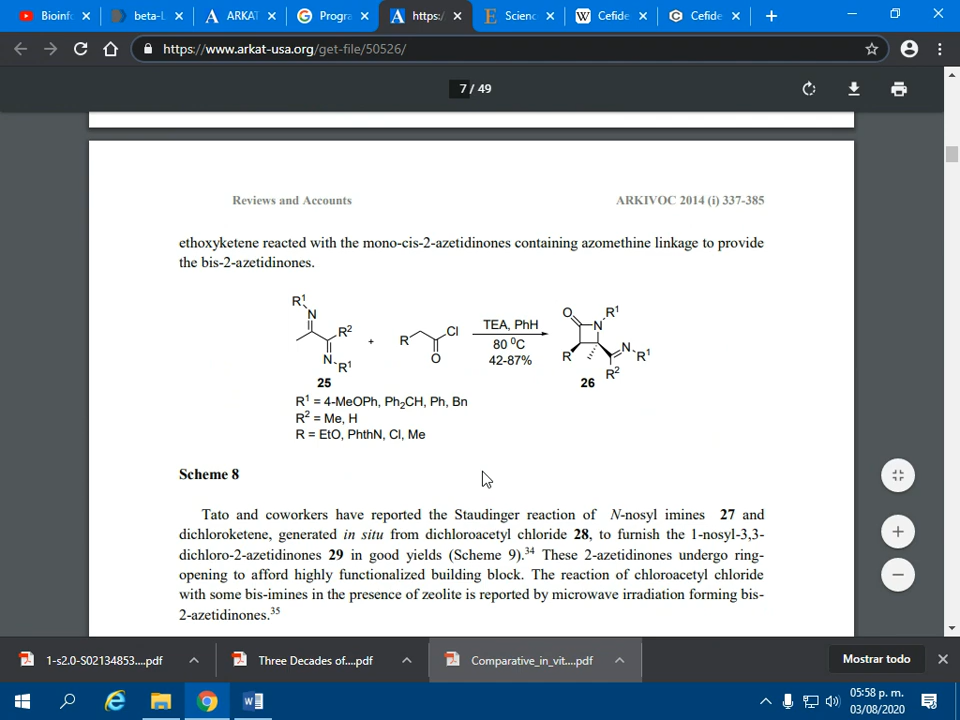 Bioinf
beta-L
ARKAT
Progra
https:/
Scienc
Cefide
Cefide
https://www.arkat-usa.org/get-file/50526/
7 / 49
Reviews and Accounts
ARKIVOC 2014 (i) 337-385
ethoxyketene reacted with the mono-cis-2-azetidinones containing azomethine linkage to provide
the bis-2-azetidinones.
R¹
N
R²
N
R¹
25
+
R
Cl
O
TEA, PhH
80 ⁰C
42-87%
O
R¹
N
R
N
R¹
R²
26
R¹ = 4-MeOPh, Ph₂CH, Ph, Bn
R² = Me, H
R = EtO, PhthN, Cl, Me
Scheme 8
Tato and coworkers have reported the Staudinger reaction of N-nosyl imines 27 and
dichloroketene, generated in situ from dichloroacetyl chloride 28, to furnish the 1-nosyl-3,3-
dichloro-2-azetidinones 29 in good yields (Scheme 9).³⁴ These 2-azetidinones undergo ring-
opening to afford highly functionalized building block. The reaction of chloroacetyl chloride
with some bis-imines in the presence of zeolite is reported by microwave irradiation forming bis-
2-azetidinones.³⁵
1-s2.0-S02134853....pdf
Three Decades of....pdf
Comparative_in_vit....pdf
Mostrar todo
05:58 p. m.
03/08/2020